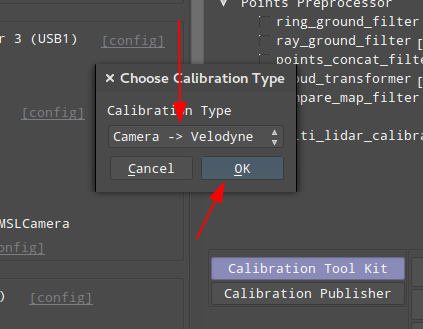 Points Preprocessor
ring_ground_filter
r 3 (USB1) [config]
ray_ground_filter [
points_concat_filter
Choose Calibration Type
oud_transformer [
Calibration Type
mpare_map_filter
[config]
Camera -> Velodyne
ti_lidar_calibra
Cancel OK
MSLCamera
onfig]
Calibration Tool Kit
) [config]
Calibration Publisher